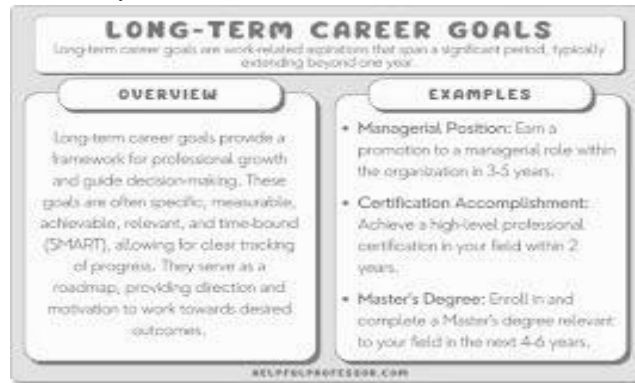 LONG-TERM CAREER GOALS
Long-term career goals are work-related aspirations that span a significant period, typically
extending beyond one year.
OVERVIEW
Long-term career goals provide a
framework for professional growth
and guide decision-making. These
goals are often specific, measurable,
achievable, relevant, and time-bound
(SMART), allowing for clear tracking
of progress. They serve as a
roadmap, providing direction and
motivation to work towards desired
outcomes.
EXAMPLES
• Managerial Position: Earn a
promotion to a managerial role within
the organization in 3-5 years.
• Certification Accomplishment:
Achieve a high-level professional
certification in your field within 2
years.
• Master's Degree: Enroll in and
complete a Master's degree relevant
to your field in the next 4-6 years.
HELPFULPROFESSOR.COM